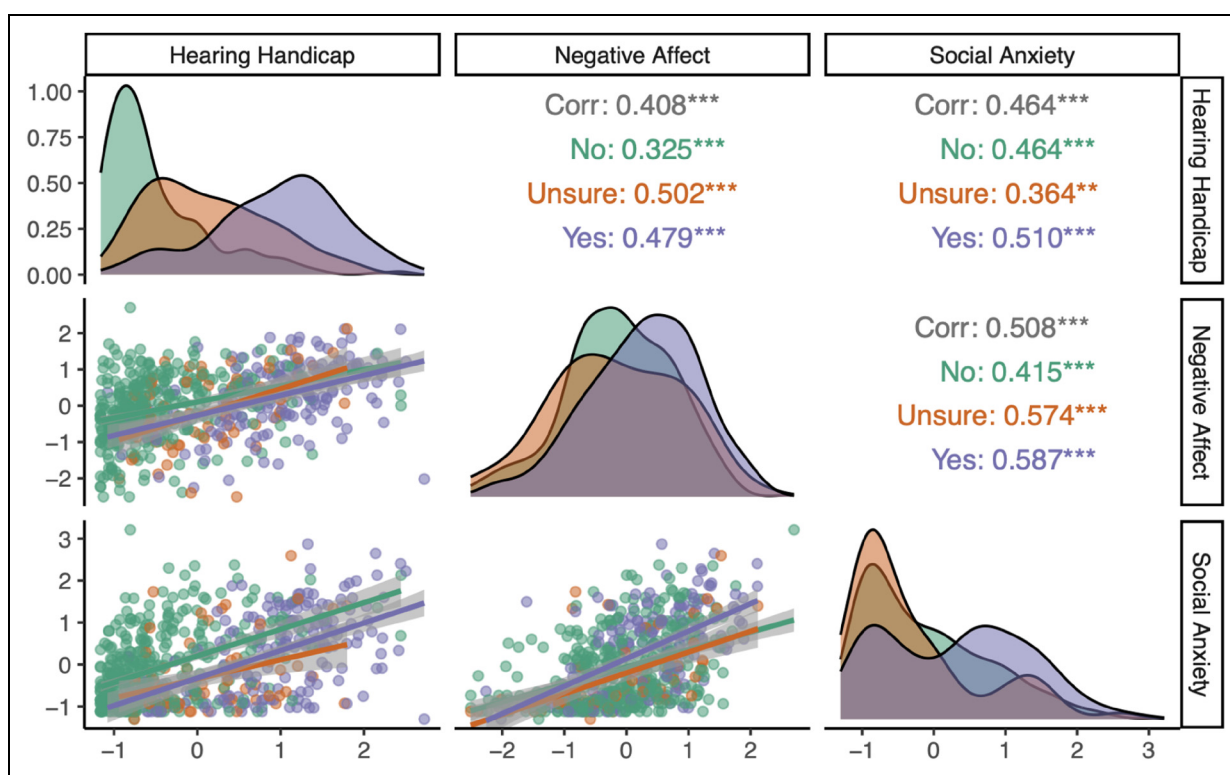 Hearing Handicap
Negative Affect
Social Anxiety
1.00
0.75
0.50
0.25
0.00
Corr: 0.408***
No: 0.325***
Unsure: 0.502***
Yes: 0.479***
Corr: 0.464***
No: 0.464***
Unsure: 0.364**
Yes: 0.510***
Hearing Handicap
2
1
0
−1
−2
Corr: 0.508***
No: 0.415***
Unsure: 0.574***
Yes: 0.587***
Negative Affect
3
2
1
0
−1
Social Anxiety
−1 0 1 2
−2 −1 0 1 2
−1 0 1 2 3